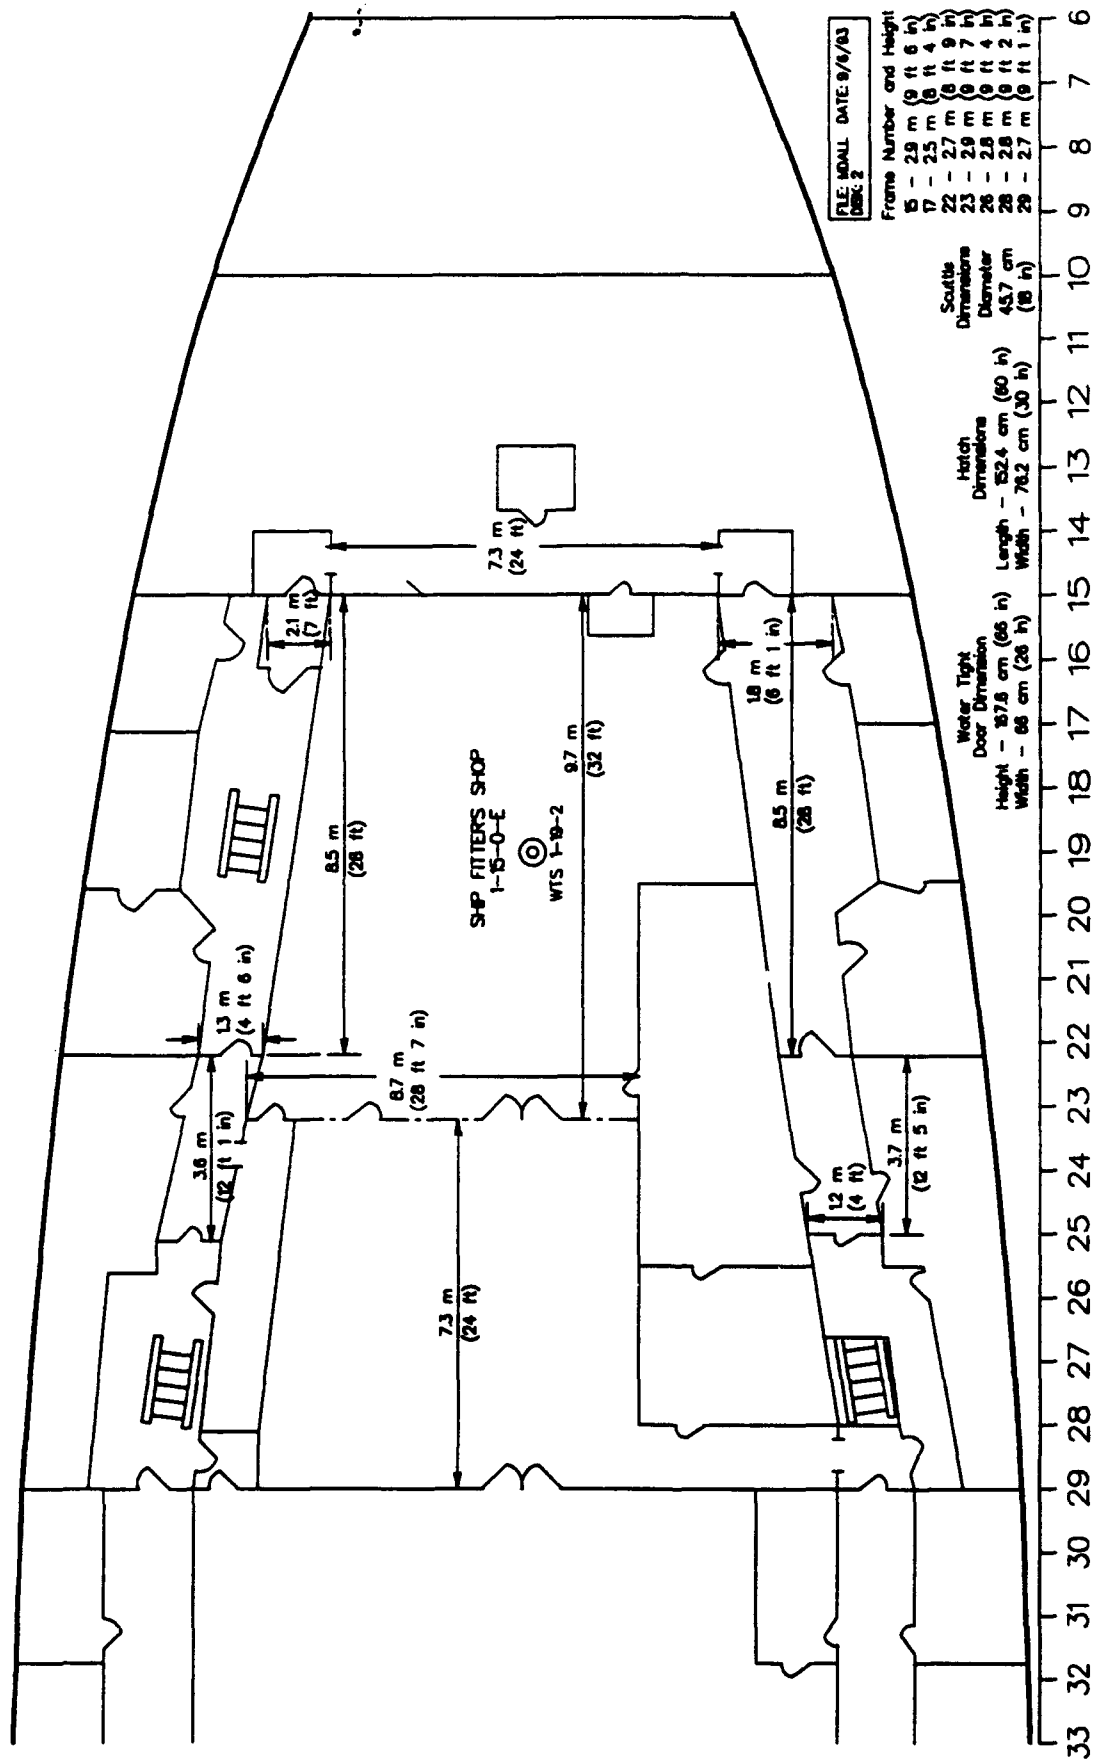 FILE: MDALL DATE: 9/6/93
DISK: 2
Frame Number and Height
15 - 2.9 m (9 ft 6 in)
17 - 2.5 m (8 ft 4 in)
22 - 2.7 m (8 ft 9 in)
23 - 2.9 m (9 ft 7 in)
26 - 2.8 m (9 ft 4 in)
28 - 2.8 m (9 ft 2 in)
29 - 2.7 m (9 ft 1 in)
Scuttle
Dimensions
Diameter
45.7 cm
(18 in)
Hatch
Dimensions
Length - 152.4 cm (60 in)
Width - 76.2 cm (30 in)
Water Tight
Door Dimension
Height - 167.6 cm (66 in)
Width - 66 cm (26 in)
7.3 m
(24 ft)
2.1 m
(7 ft)
1.8 m
(6 ft 1 in)
9.7 m
(32 ft)
SHIP FITTERS SHOP
1-15-0-E
WTS 1-19-2
8.5 m
(28 ft)
8.5 m
(28 ft)
1.3 m
(4 ft 6 in)
8.7 m
(28 ft 7 in)
3.6 m
(12 ft 1 in)
3.7 m
(12 ft 5 in)
1.2 m
(4 ft)
7.3 m
(24 ft)
33 32 31 30 29 28 27 26 25 24 23 22 21 20 19 18 17 16 15 14 13 12 11 10 9 8 7 6